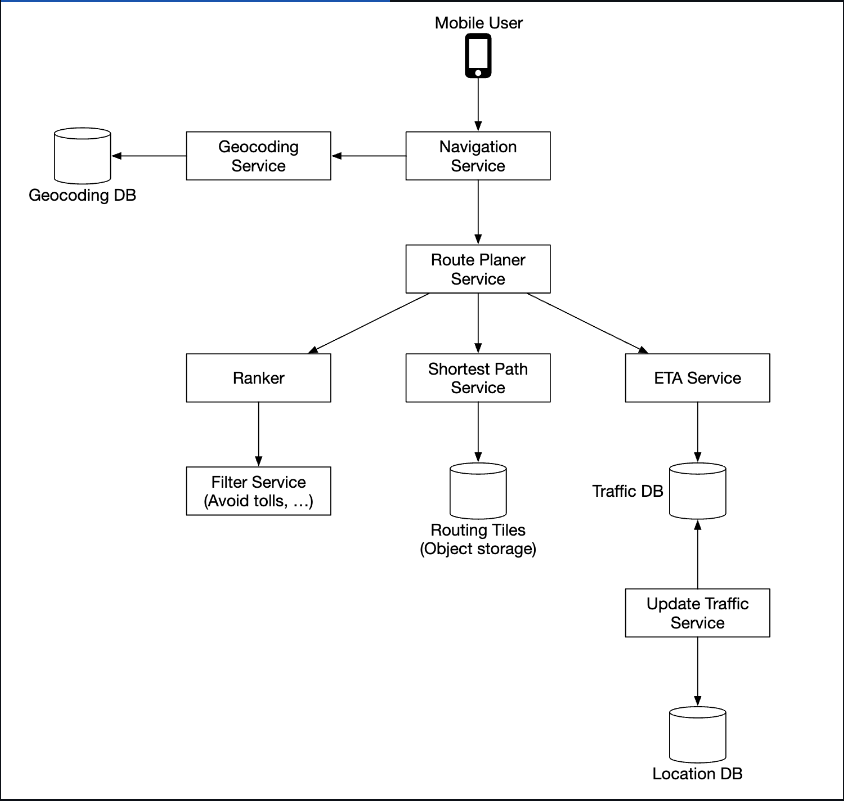 Mobile User
Geocoding
Service
Navigation
Service
Geocoding DB
Route Planer
Service
Ranker
Shortest Path
Service
ETA Service
Filter Service
(Avoid tolls, ...)
Traffic DB
Routing Tiles
(Object storage)
Update Traffic
Service
Location DB